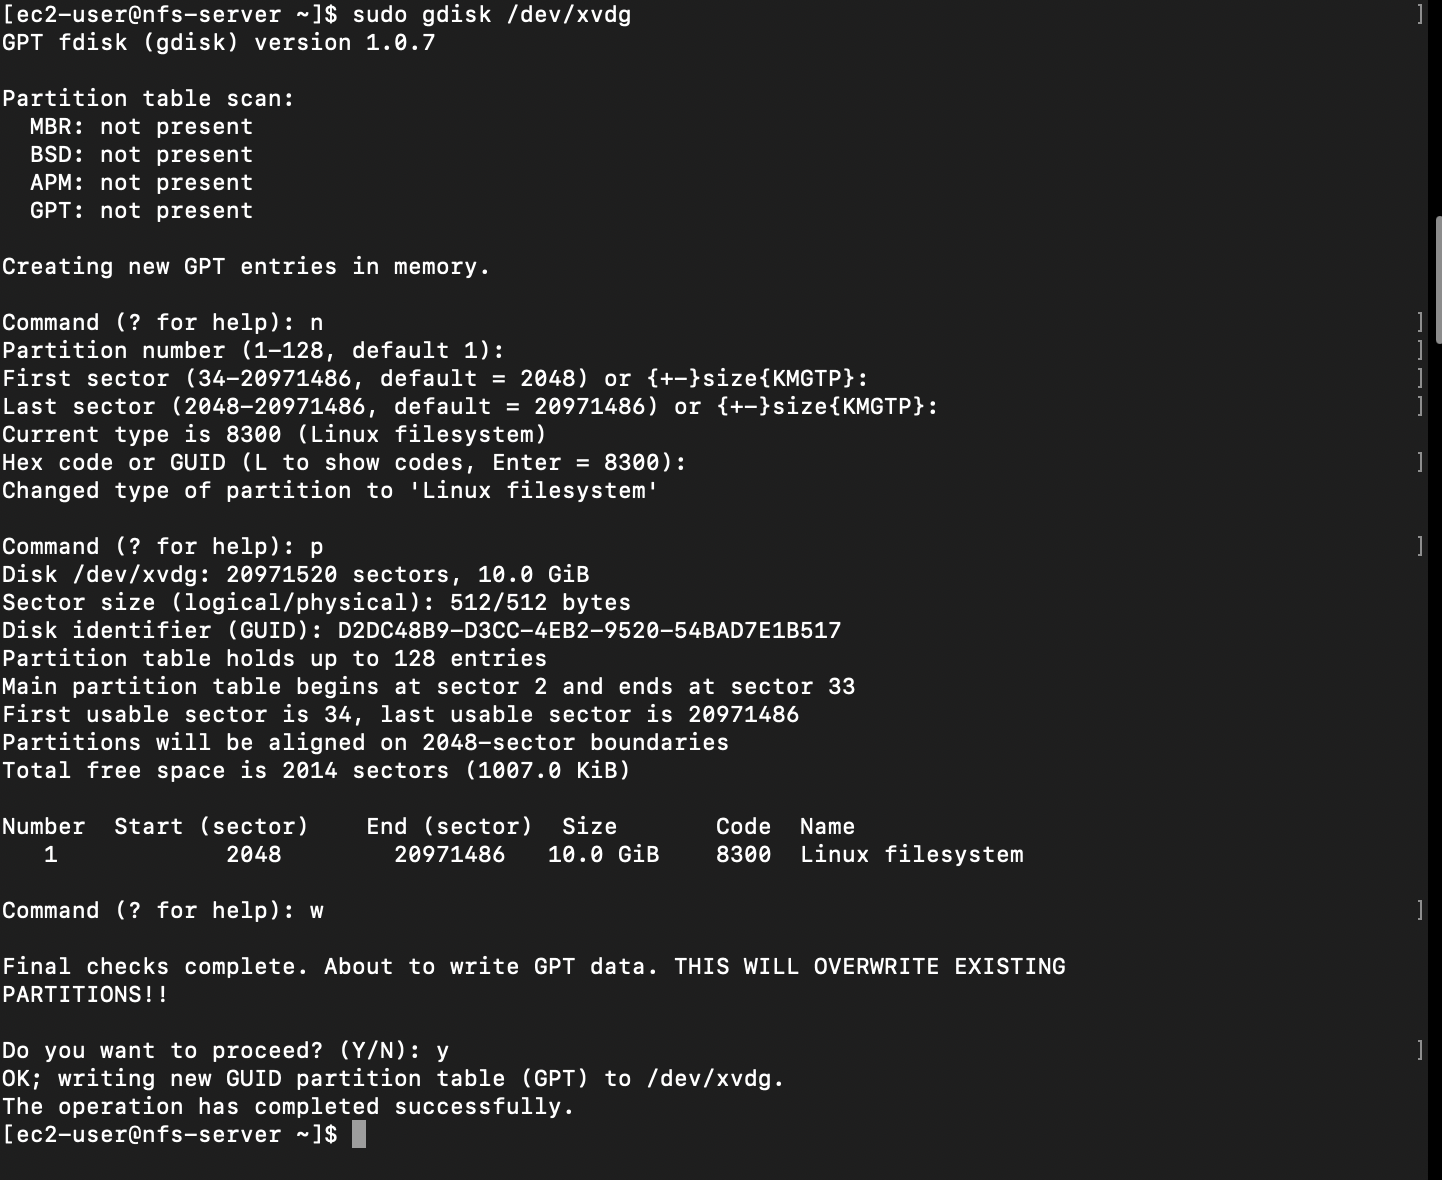 [ec2-user@nfs-server ~]$ sudo gdisk /dev/xvdg ]
GPT fdisk (gdisk) version 1.0.7

Partition table scan:
  MBR: not present
  BSD: not present
  APM: not present
  GPT: not present

Creating new GPT entries in memory.

Command (? for help): n ]
Partition number (1-128, default 1): ]
First sector (34-20971486, default = 2048) or {+-}size{KMGTP}: ]
Last sector (2048-20971486, default = 20971486) or {+-}size{KMGTP}: ]
Current type is 8300 (Linux filesystem)
Hex code or GUID (L to show codes, Enter = 8300): ]
Changed type of partition to 'Linux filesystem'

Command (? for help): p ]
Disk /dev/xvdg: 20971520 sectors, 10.0 GiB
Sector size (logical/physical): 512/512 bytes
Disk identifier (GUID): D2DC48B9-D3CC-4EB2-9520-54BAD7E1B517
Partition table holds up to 128 entries
Main partition table begins at sector 2 and ends at sector 33
First usable sector is 34, last usable sector is 20971486
Partitions will be aligned on 2048-sector boundaries
Total free space is 2014 sectors (1007.0 KiB)

Number  Start (sector)    End (sector)  Size       Code  Name
   1            2048        20971486   10.0 GiB    8300  Linux filesystem

Command (? for help): w ]

Final checks complete. About to write GPT data. THIS WILL OVERWRITE EXISTING
PARTITIONS!!

Do you want to proceed? (Y/N): y ]
OK; writing new GUID partition table (GPT) to /dev/xvdg.
The operation has completed successfully.
[ec2-user@nfs-server ~]$